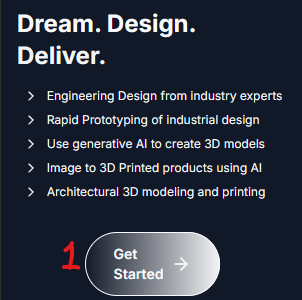 Dream. Design.
Deliver.
Engineering Design from industry experts
Rapid Prototyping of industrial design
Use generative AI to create 3D models
Image to 3D Printed products using AI
Architectural 3D modeling and printing
1
Get
Started